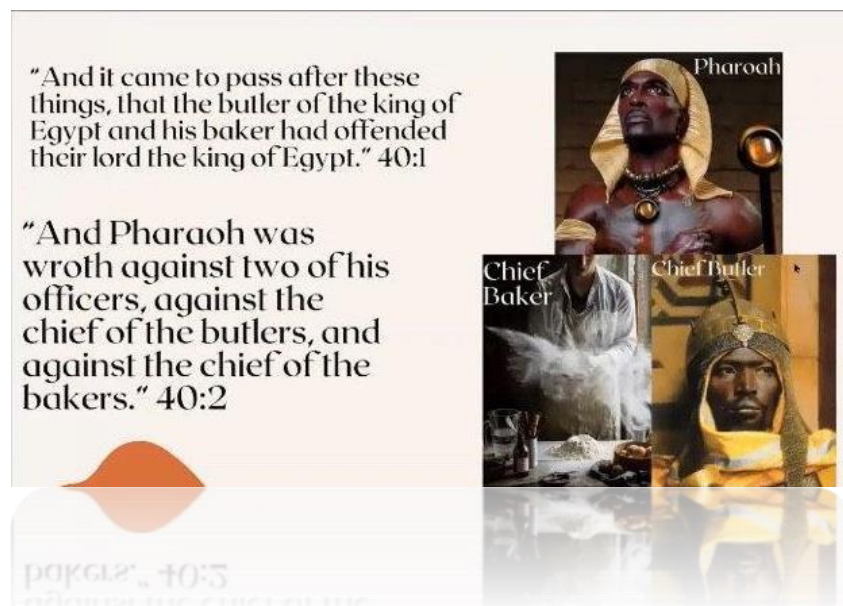 "And it came to pass after these
things, that the butler of the king of
Egypt and his baker had offended
their lord the king of Egypt." 40:1
"And Pharaoh was
wroth against two of his
officers, against the
chief of the butlers, and
against the chief of the
bakers." 40:2
Pharoah
Chief
Baker
Chief Butler